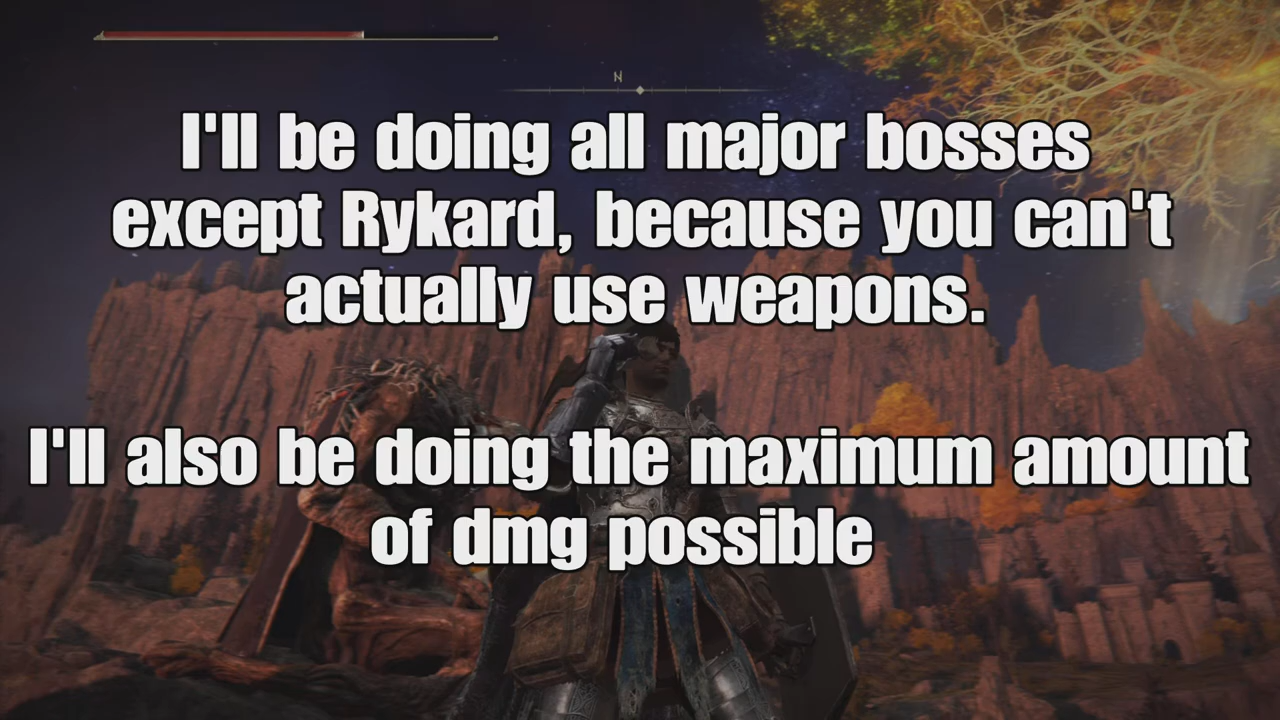 N
I'll be doing all major bosses
except Rykard, because you can't
actually use weapons.
I'll also be doing the maximum amount
of dmg possible